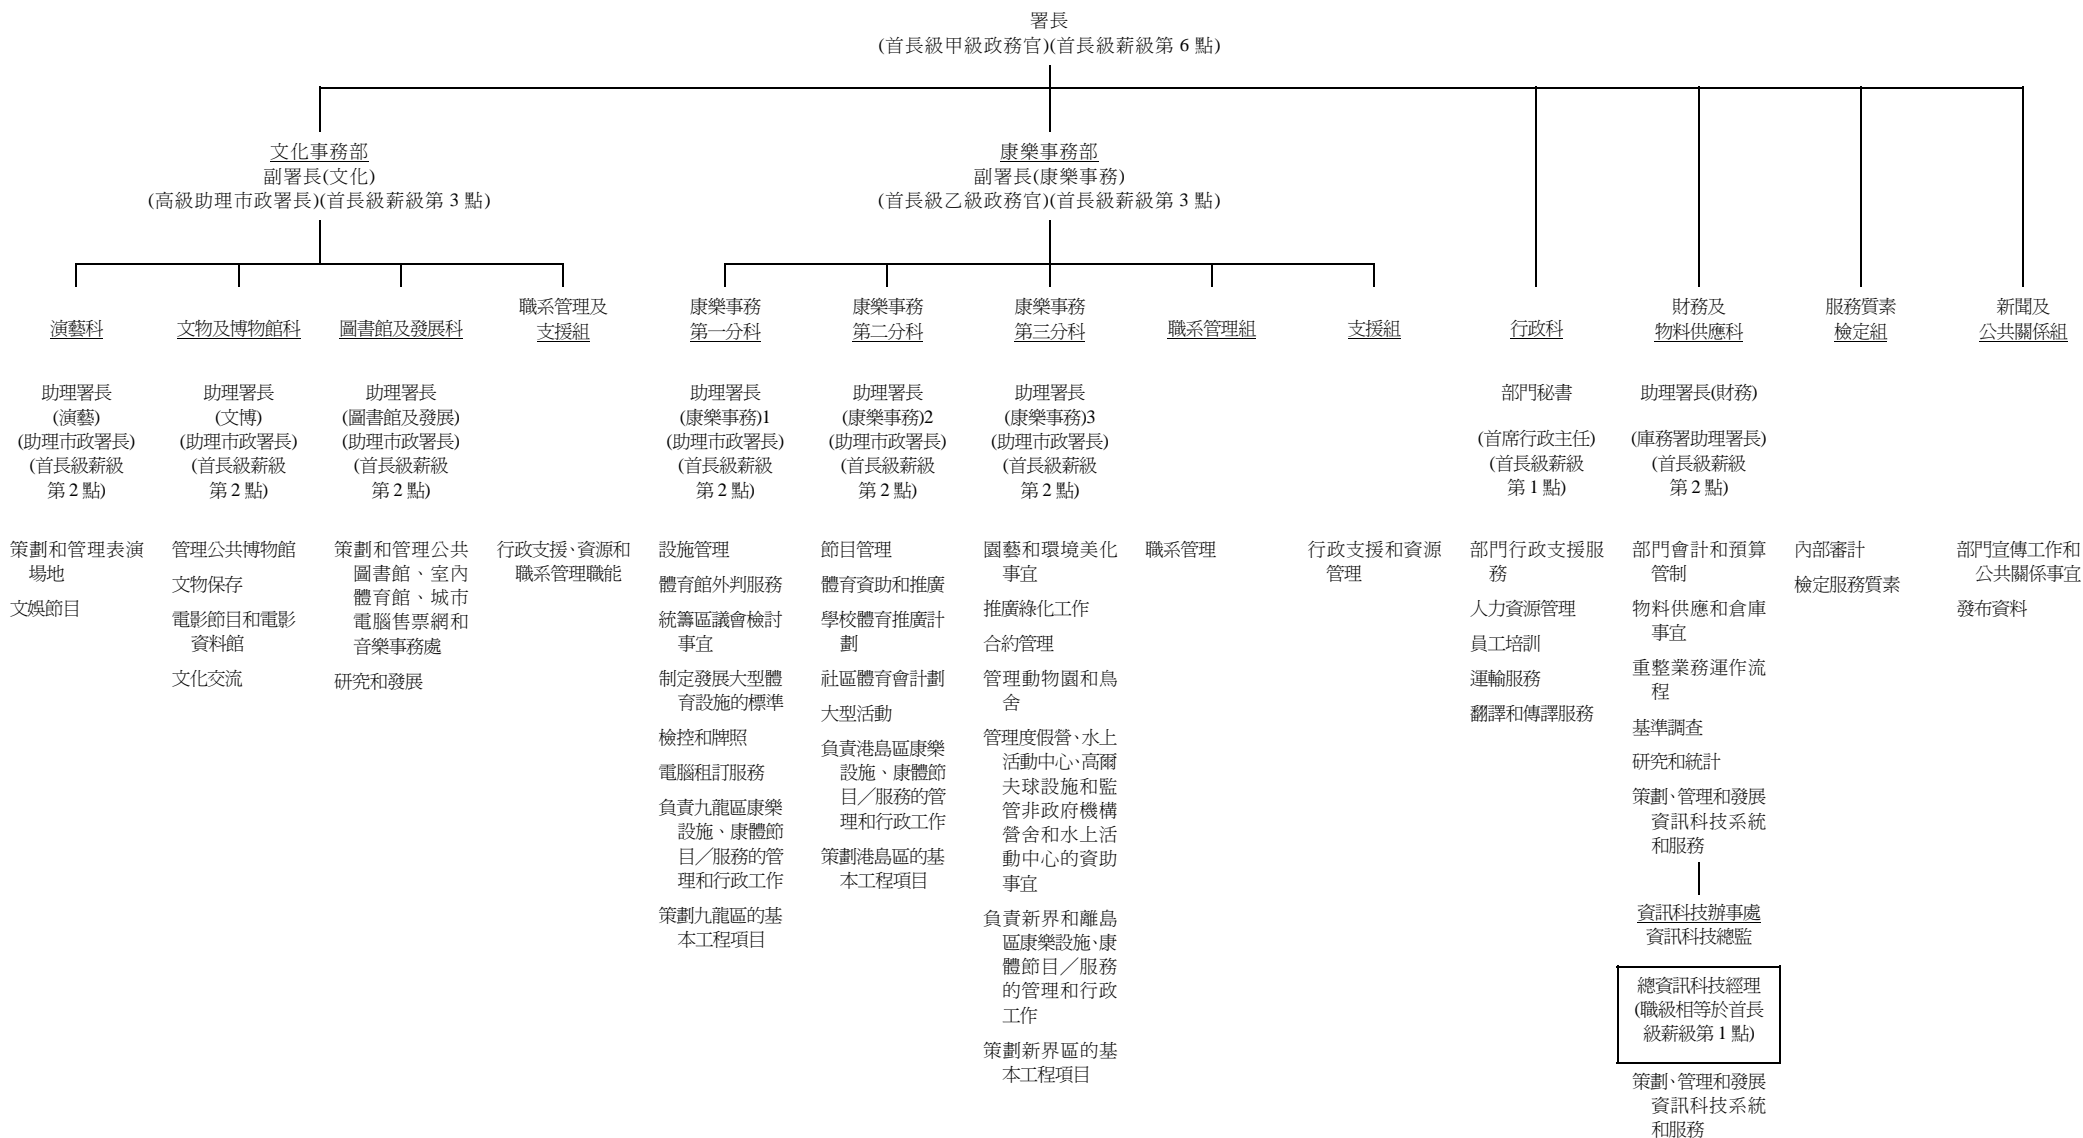 署長
(首長級甲級政務官)(首長級薪級第 6 點)
文化事務部
副署長(文化)
(高級助理市政署長)(首長級薪級第 3 點)
康樂事務部
副署長(康樂事務)
(首長級乙級政務官)(首長級薪級第 3 點)
演藝科
助理署長
(演藝)
(助理市政署長)
(首長級薪級
第 2 點)
策劃和管理表演
場地
文娛節目
文物及博物館科
助理署長
(文博)
(助理市政署長)
(首長級薪級
第 2 點)
管理公共博物館
文物保存
電影節目和電影
資料館
文化交流
圖書館及發展科
助理署長
(圖書館及發展)
(助理市政署長)
(首長級薪級
第 2 點)
策劃和管理公共
圖書館、室內
體育館、城市
電腦售票網和
音樂事務處
研究和發展
職系管理及
支援組
行政支援、資源和
職系管理職能
康樂事務
第一分科
助理署長
(康樂事務)1
(助理市政署長)
(首長級薪級
第 2 點)
設施管理
體育館外判服務
統籌區議會檢討
事宜
制定發展大型體
育設施的標準
檢控和牌照
電腦租訂服務
負責九龍區康樂
設施、康體節
目／服務的管
理和行政工作
策劃九龍區的基
本工程項目
康樂事務
第二分科
助理署長
(康樂事務)2
(助理市政署長)
(首長級薪級
第 2 點)
節目管理
體育資助和推廣
學校體育推廣計
劃
社區體育會計劃
大型活動
負責港島區康樂
設施、康體節
目／服務的管
理和行政工作
策劃港島區的基
本工程項目
康樂事務
第三分科
助理署長
(康樂事務)3
(助理市政署長)
(首長級薪級
第 2 點)
園藝和環境美化
事宜
推廣綠化工作
合約管理
管理動物園和鳥
舍
管理度假營、水上
活動中心、高爾
夫球設施和監
管非政府機構
營舍和水上活
動中心的資助
事宜
負責新界和離島
區康樂設施、康
體節目／服務
的管理和行政
工作
策劃新界區的基
本工程項目
職系管理組
職系管理
支援組
行政支援和資源
管理
行政科
部門秘書
(首席行政主任)
(首長級薪級
第 1 點)
部門行政支援服
務
人力資源管理
員工培訓
運輸服務
翻譯和傳譯服務
財務及
物料供應科
助理署長(財務)
(庫務署助理署長)
(首長級薪級
第 2 點)
部門會計和預算
管制
物料供應和倉庫
事宜
重整業務運作流
程
基準調查
研究和統計
策劃、管理和發展
資訊科技系統
和服務
資訊科技辦事處
資訊科技總監
總資訊科技經理
(職級相等於首長
級薪級第 1 點)
策劃、管理和發展
資訊科技系統
和服務
服務質素
檢定組
內部審計
檢定服務質素
新聞及
公共關係組
部門宣傳工作和
公共關係事宜
發布資料